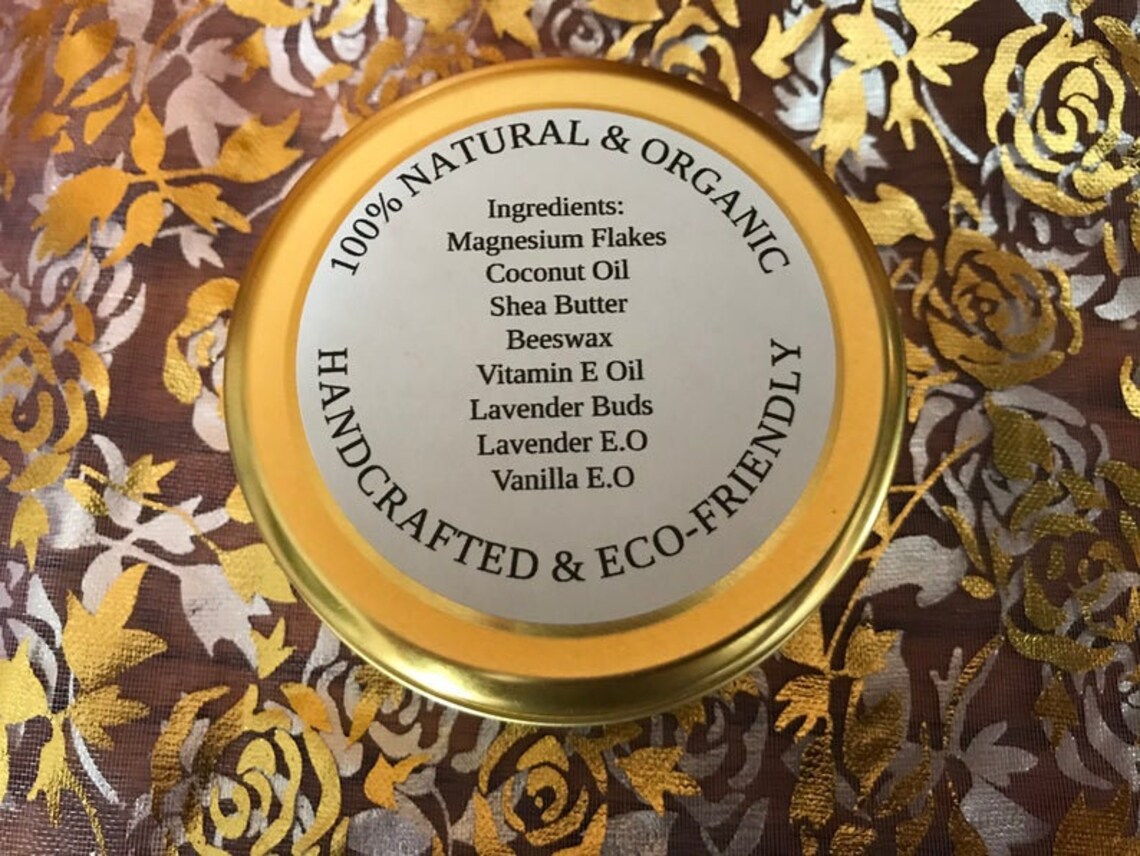 100% NATURAL & ORGANIC
Ingredients:
Magnesium Flakes
Coconut Oil
Shea Butter
Beeswax
Vitamin E Oil
Lavender Buds
Lavender E.O
Vanilla E.O
HANDCRAFTED & ECO-FRIENDLY